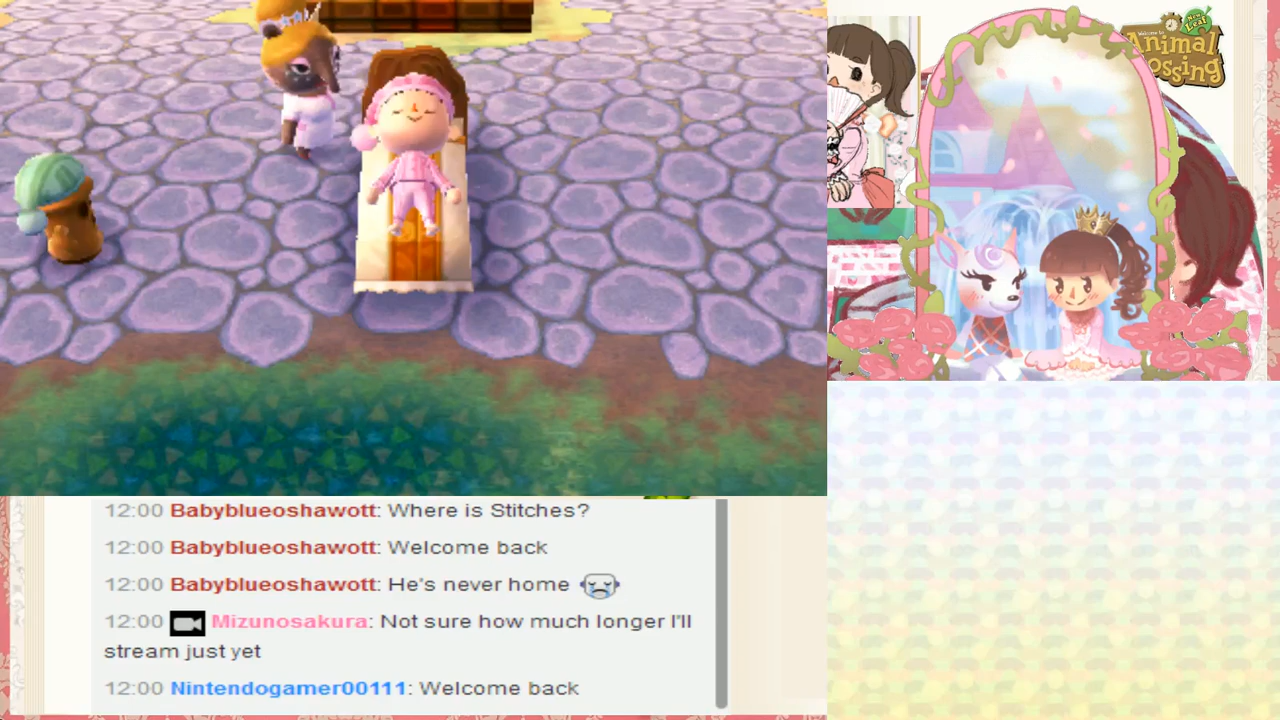 Welcome to
New Leaf
Animal
Crossing
12:00 Babyblueoshawott: Where is Stitches?
12:00 Babyblueoshawott: Welcome back
12:00 Babyblueoshawott: He's never home
12:00 Mizunosakura: Not sure how much longer I'll
stream just yet
12:00 Nintendogamer00111: Welcome back